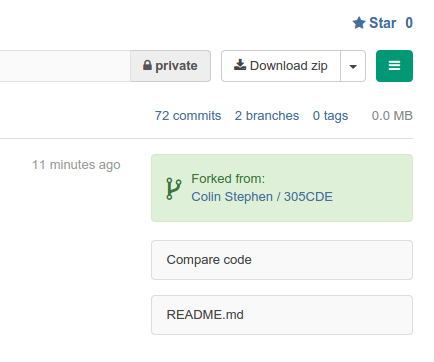 Star 0
private Download zip
72 commits 2 branches 0 tags 0.0 MB
11 minutes ago
Forked from:
Colin Stephen / 305CDE
Compare code
README.md